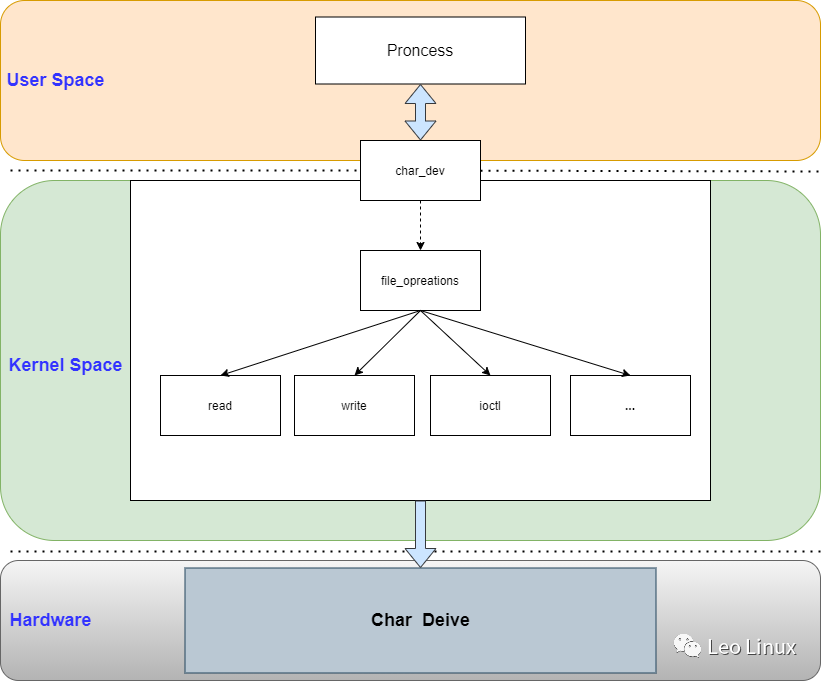 Proncess
User Space
char_dev
file_opreations
Kernel Space
read
write
ioctl
...
Hardware
Char Deive
Leo Linux